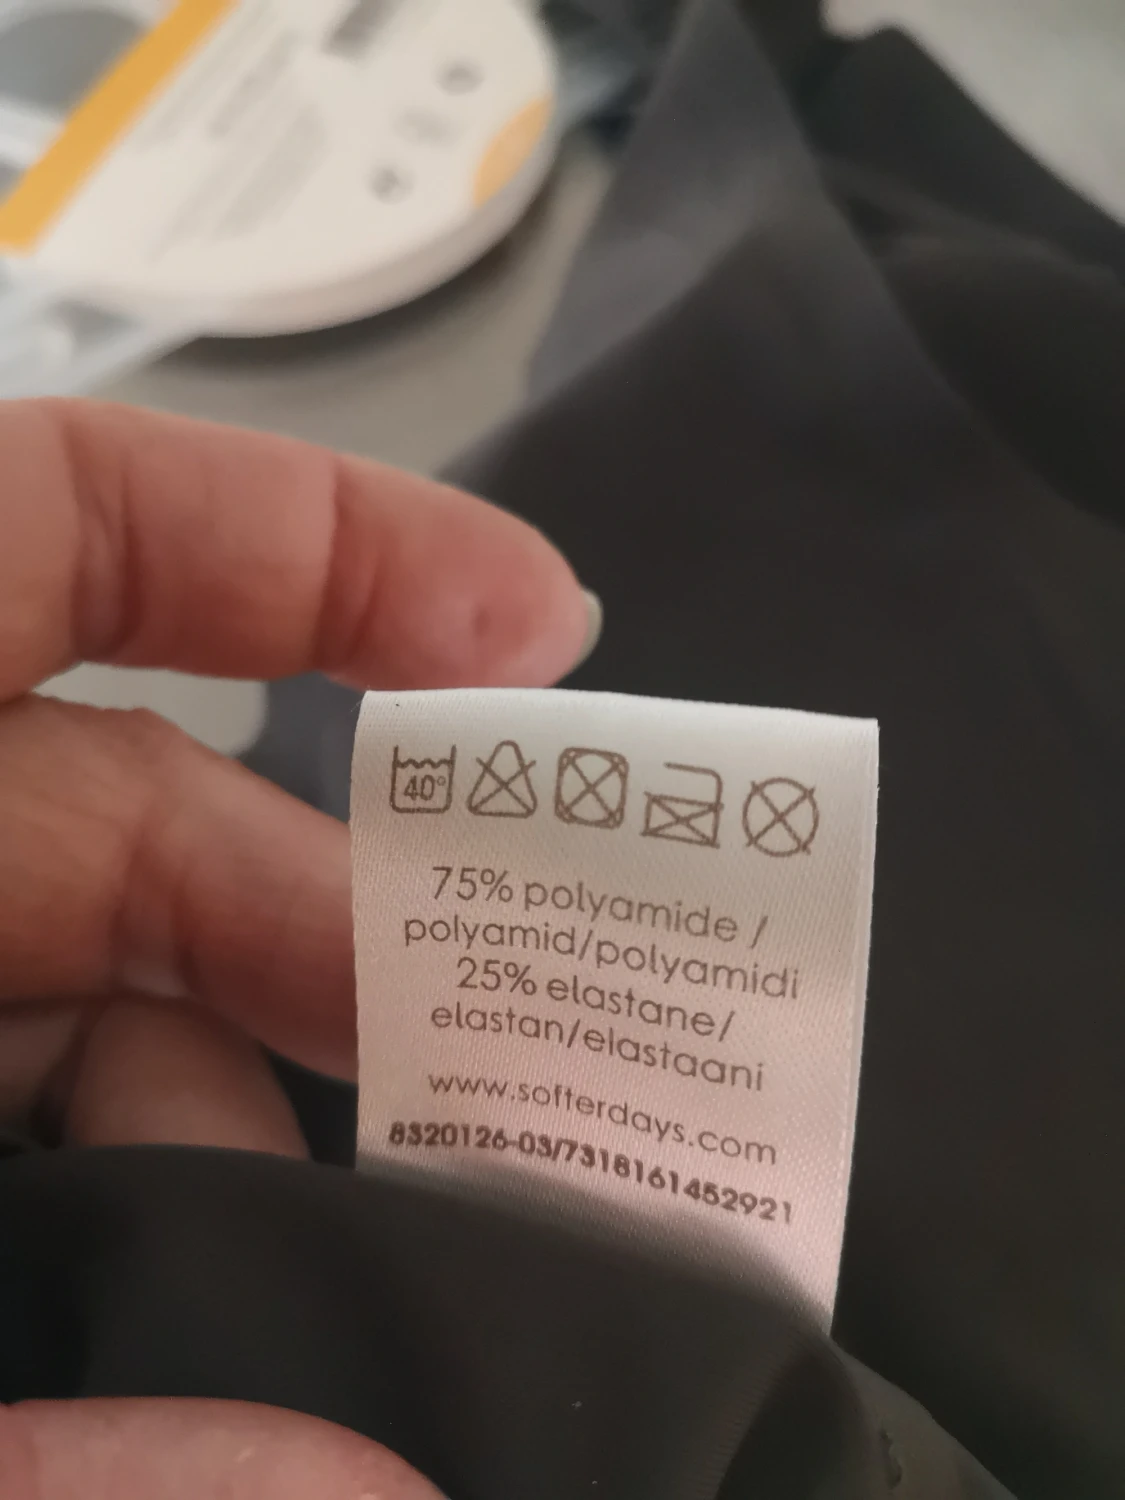 40°
75% polyamide /
polyamid/polyamidi
25% elastane/
elastan/elastaani
www.softerdays.com
8320126-03/7318161452921